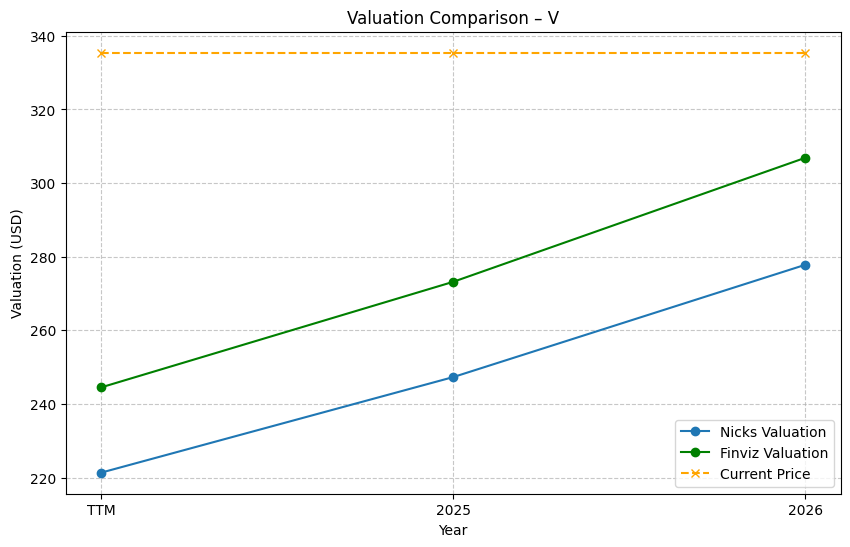 Valuation Comparison – V
Valuation (USD)
340
320
300
280
260
240
220
TTM
2025
2026
Year
Nicks Valuation
Finviz Valuation
Current Price